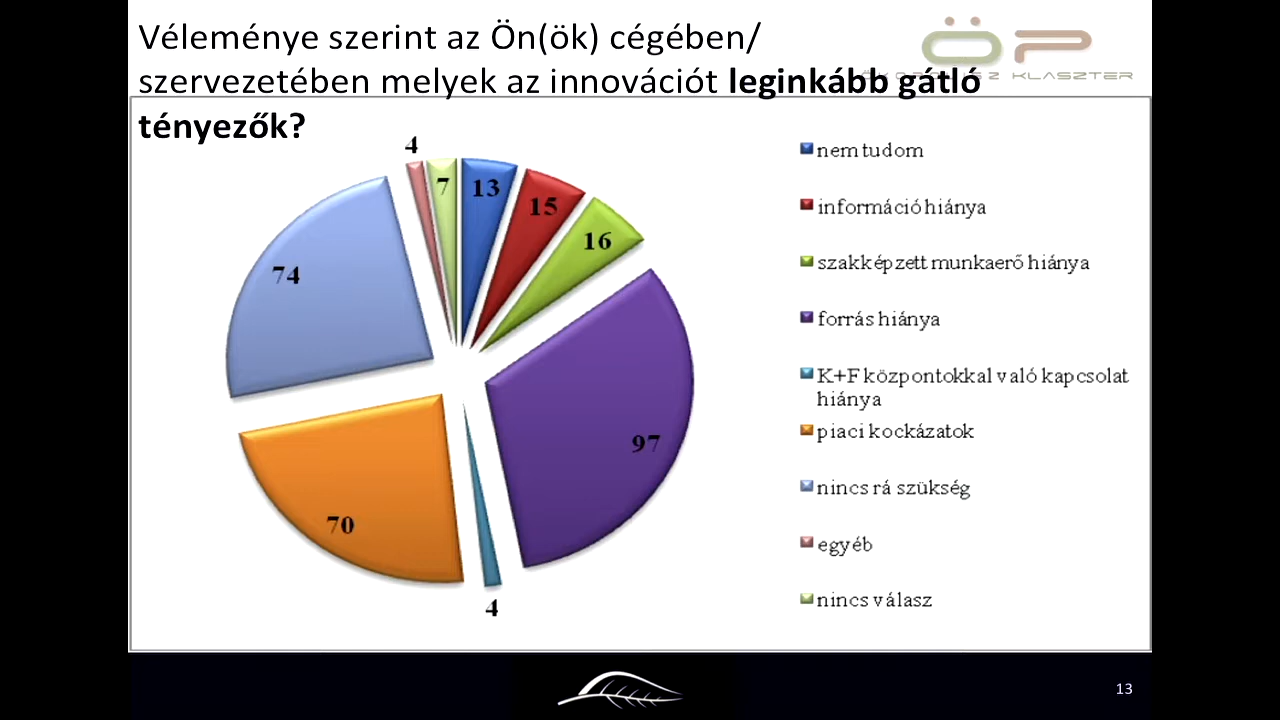 Véleménye szerint az Ön(ök) cégében/
szervezetében melyek az innovációt leginkább gátló
tényezők?
ÖP
KLASZTER
4
7
13
15
16
74
97
70
4
nem tudom
információ hiánya
szakképzett munkaerő hiánya
forrás hiánya
K+F központokkal való kapcsolat
hiánya
piaci kockázatok
nincs rá szükség
egyéb
nincs válasz
13